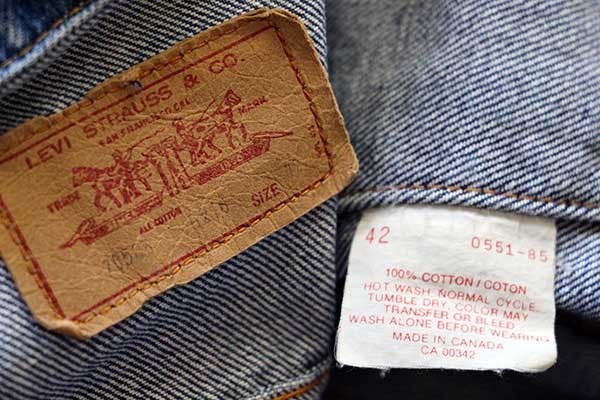 LEVI STRAUSS & CO.
SAN FRANCISCO, CAL.
TRADE MARK
ALL COTTON
SIZE
42 0551-85
100% COTTON / COTON
HOT WASH, NORMAL CYCLE
TUMBLE DRY, COLOR MAY
TRANSFER OR BLEED
WASH ALONE BEFORE WEARING
MADE IN CANADA
CA 00342